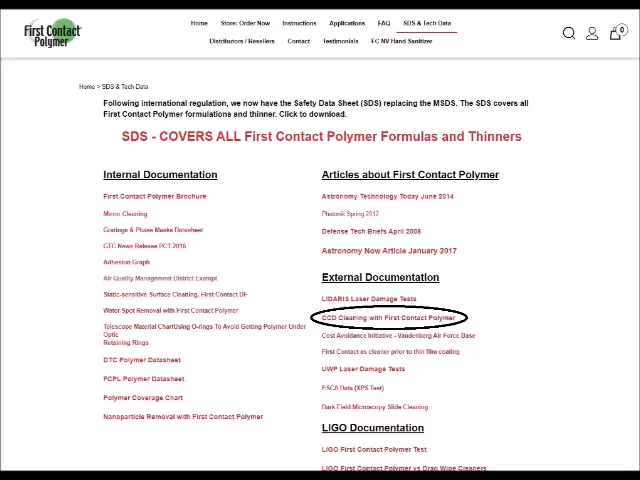 First Contact®
Polymer
Home
Store: Order Now
Instructions
Applications
FAQ
SDS & Tech Data
Distributors / Resellers
Contact
Testimonials
FC NV Hand Sanitizer
0
Home > SDS & Tech Data
Following international regulation, we now have the Safety Data Sheet (SDS) replacing the MSDS. The SDS covers all
First Contact Polymer formulations and thinner. Click to download.
SDS - COVERS ALL First Contact Polymer Formulas and Thinners
Internal Documentation
First Contact Polymer Brochure
Mirror Cleaning
Gratings & Phase Masks Datasheet
GTC News Release PCT 2016
Adhesion Graph
Air Quality Management District Exempt
Static-sensitive Surface Cleaning, First Contact DF
Water Spot Removal with First Contact Polymer
Telescope Material ChartUsing O-rings To Avoid Getting Polymer Under
Optic
Retaining Rings
DTC Polymer Datasheet
FCPL Polymer Datasheet
Polymer Coverage Chart
Nanoparticle Removal with First Contact Polymer
Articles about First Contact Polymer
Astronomy Technology Today June 2014
Photonik Spring 2012
Defense Tech Briefs April 2008
Astronomy Now Article January 2017
External Documentation
LIDARIS Laser Damage Tests
CCD Cleaning with First Contact Polymer
Cost Avoidance Initiative - Vandenberg Air Force Base
First Contact as cleaner prior to thin film coating
UWP Laser Damage Tests
ESCA Data (XPS Test)
Dark Field Microscopy Slide Cleaning
LIGO Documentation
LIGO First Contact Polymer Test
LIGO First Contact Polymer vs Drag Wipe Cleaners